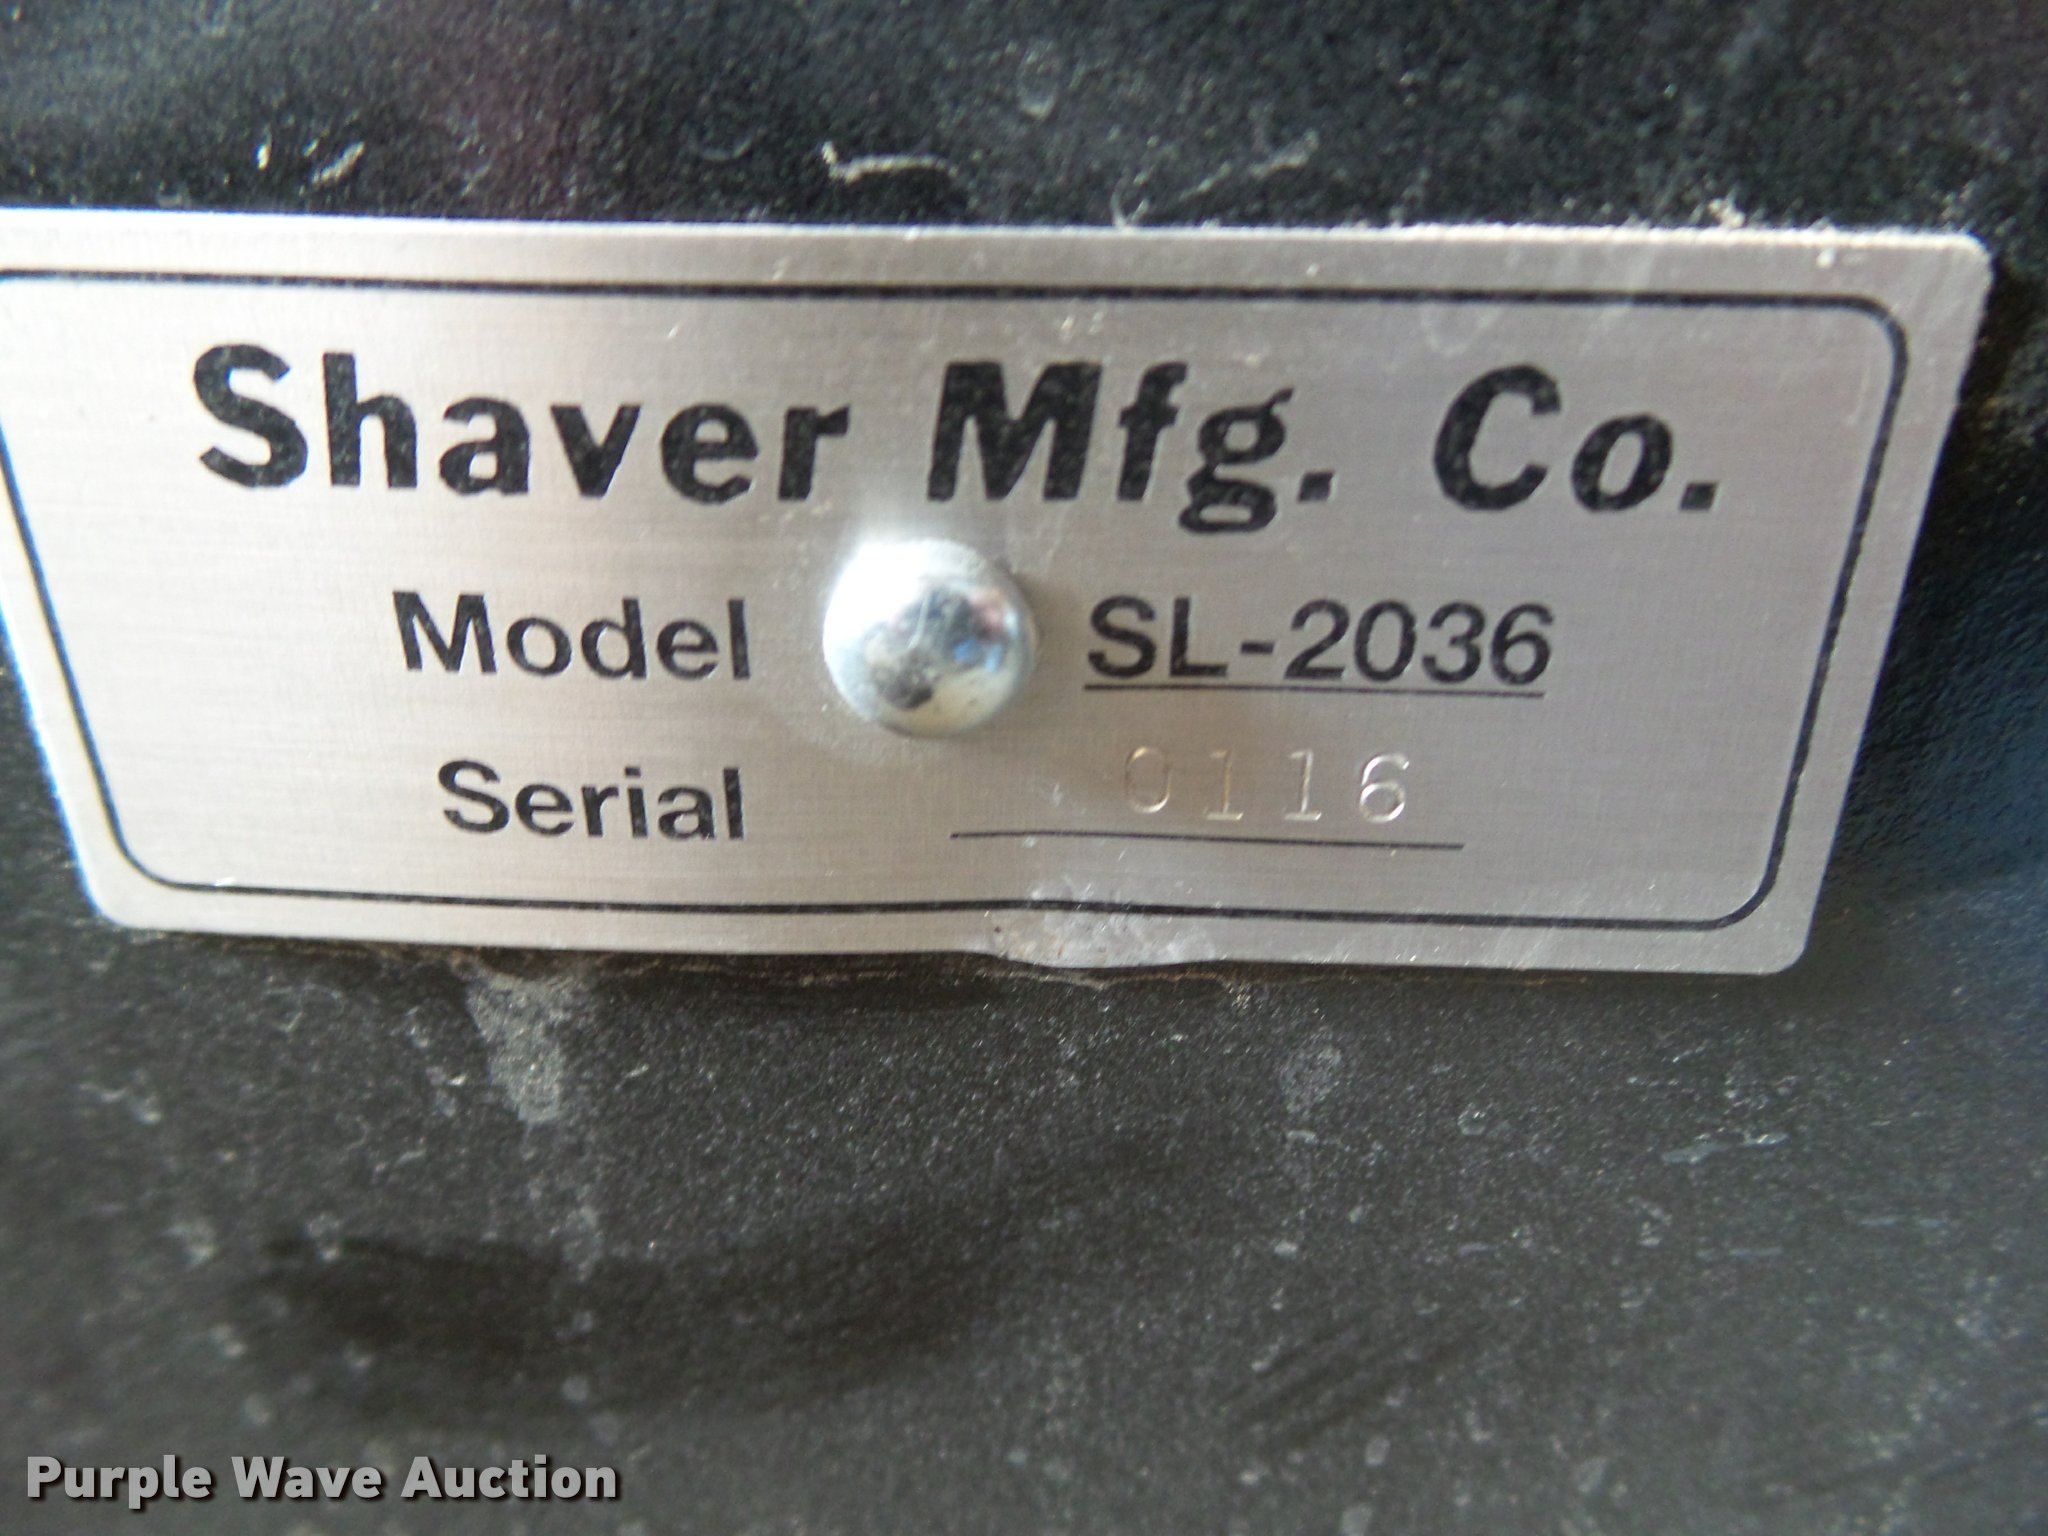 Shaver Mfg. Co.
Model SL-2036
Serial 0116
Purple Wave Auction